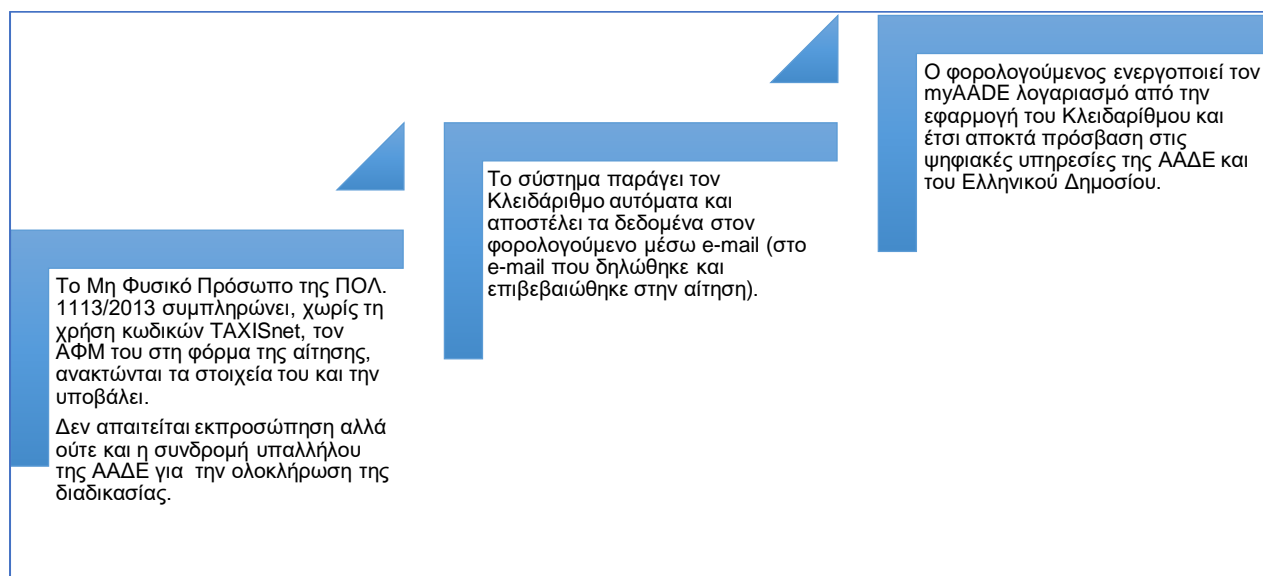 Το Μη Φυσικό Πρόσωπο της ΠΟΛ.
1113/2013 συμπληρώνει, χωρίς τη
χρήση κωδικών TAXISnet, τον
ΑΦΜ του στη φόρμα της αίτησης,
ανακτώνται τα στοιχεία του και την
υποβάλει.
Δεν απαιτείται εκπροσώπηση αλλά
ούτε και η συνδρομή υπαλλήλου
της ΑΑΔΕ για  την ολοκλήρωση της
διαδικασίας.
Το σύστημα παράγει τον
Κλειδάριθμο αυτόματα και
αποστέλει τα δεδομένα στον
φορολογούμενο μέσω e-mail (στο
e-mail που δηλώθηκε και
επιβεβαιώθηκε στην αίτηση).
Ο φορολογούμενος ενεργοποιεί τον
myAADE λογαριασμό από την
εφαρμογή του Κλειδαρίθμου και
έτσι αποκτά πρόσβαση στις
ψηφιακές υπηρεσίες της ΑΑΔΕ και
του Ελληνικού Δημοσίου.